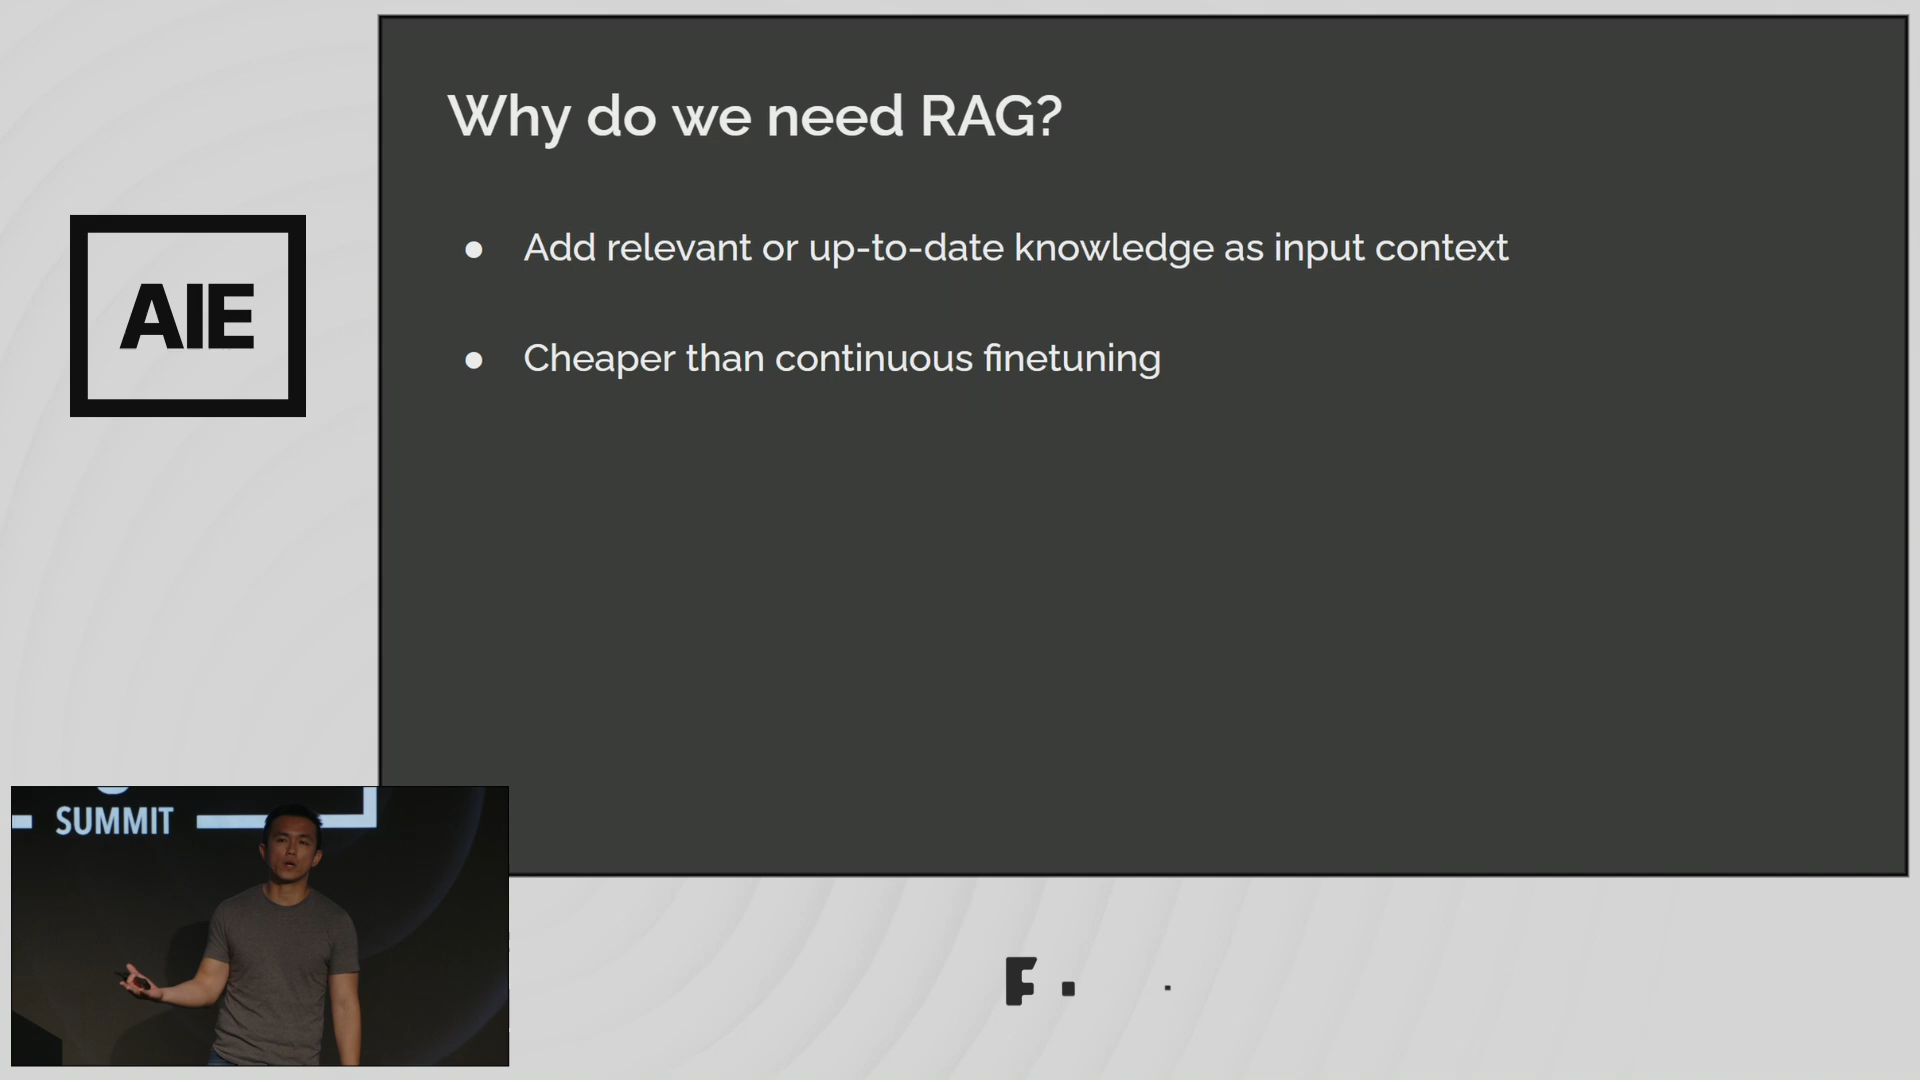 Why do we need RAG?
● Add relevant or up-to-date knowledge as input context
● Cheaper than continuous finetuning
AIE
SUMMIT